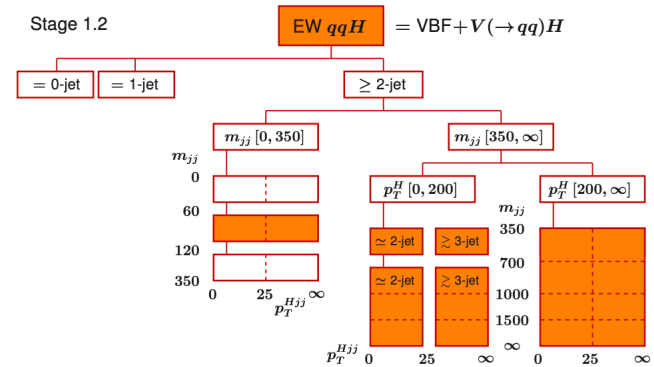 Stage 1.2
EW qqH = VBF+V(→qq)H
= 0-jet = 1-jet ≥ 2-jet
m_jj [0, 350] m_jj [350, ∞]
m_jj
0 p_T^H [0, 200] p_T^H [200, ∞]
m_jj
60 350
≃ 2-jet ≳ 3-jet
120 700
350 ≃ 2-jet ≳ 3-jet
0 25 ∞ 1000
p_T^Hjj
1500
∞
p_T^Hjj 0 25 ∞ 0 25 ∞